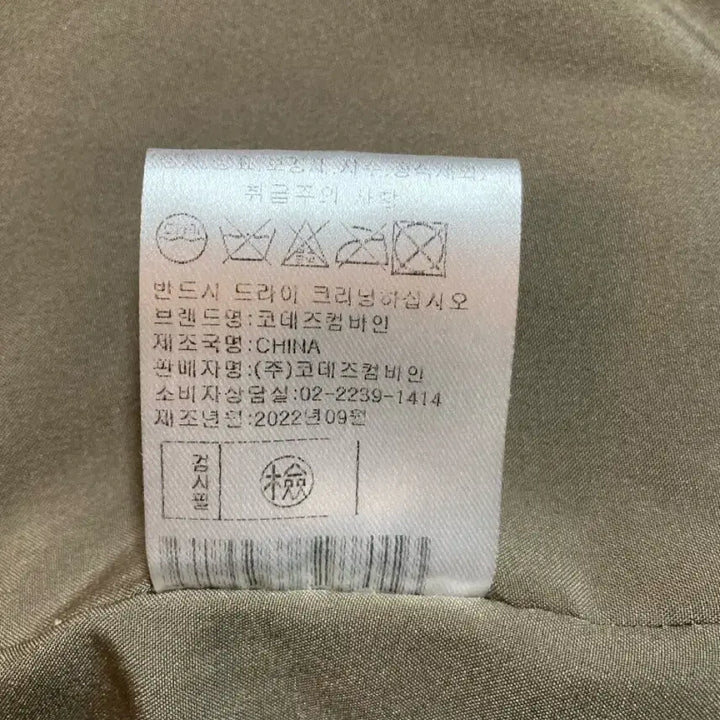 취급주의 사항
반드시 드라이 크리닝하십시오
브랜드명:코데즈컴바인
제조국명:CHINA
판매자명:(주)코데즈컴바인
소비자상담실:02-2239-1414
제조년월:2022년09월
검사필
檢